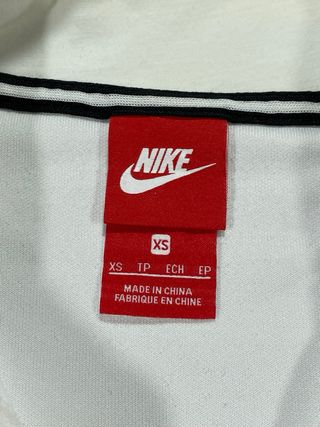 NIKE
XS
XS TP ECH EP
MADE IN CHINA
FABRIQUE EN CHINE